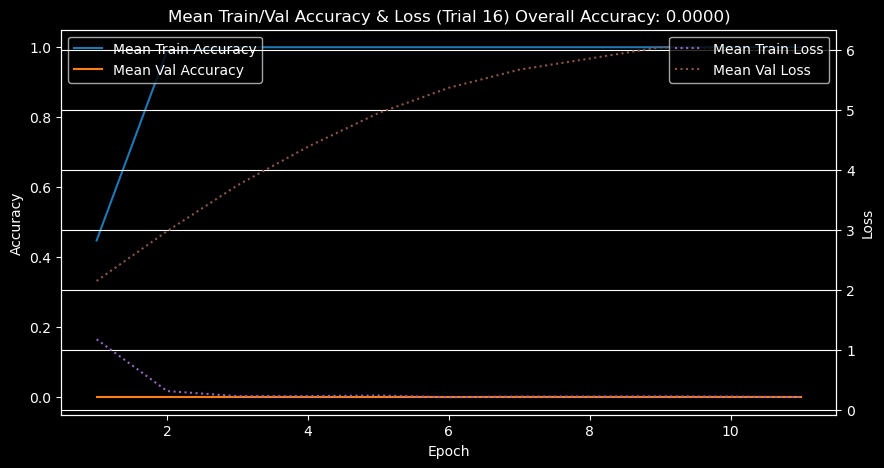 Mean Train/Val Accuracy & Loss (Trial 16) Overall Accuracy: 0.0000)
Mean Train Accuracy
Mean Val Accuracy
Mean Train Loss
Mean Val Loss
1.0
0.8
0.6
0.4
0.2
0.0
Accuracy
6
5
4
3
2
1
0
Loss
2
4
6
8
10
Epoch